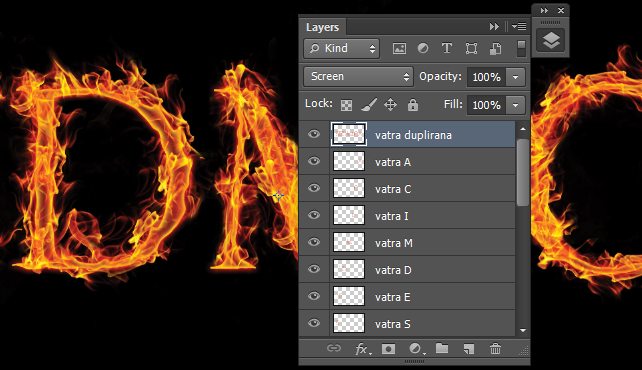 D M C
Layers
Kind
Screen Opacity: 100%
Lock: Fill: 100%
vatra duplirana
vatra A
vatra C
vatra I
vatra M
vatra D
vatra E
vatra S
fx